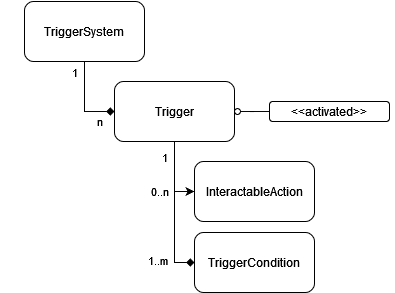 TriggerSystem
1
n
Trigger
<<activated>>
1
0..n
InteractableAction
1..m
TriggerCondition